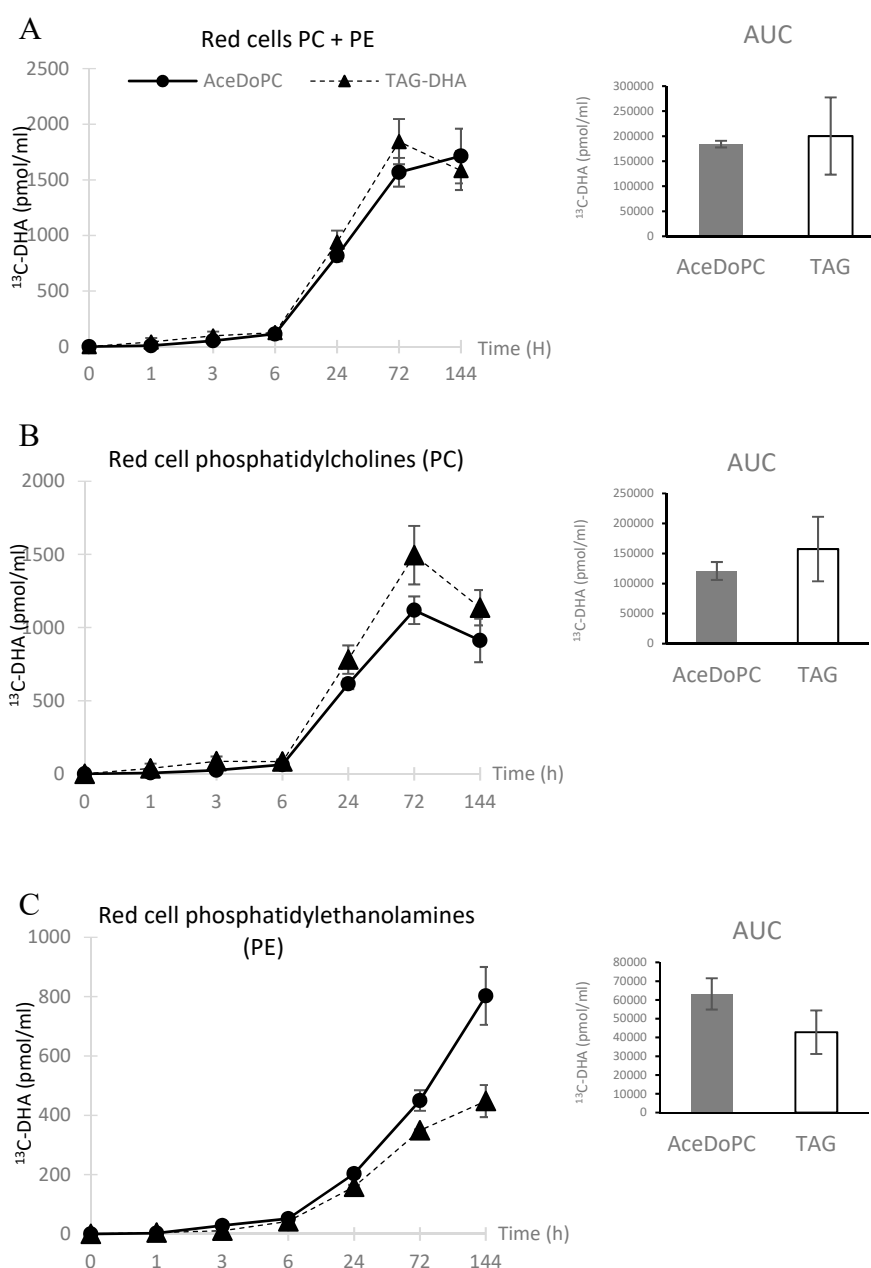 A
Red cells PC + PE
AceDoPC
TAG-DHA
¹³C-DHA (pmol/ml)
2500
2000
1500
1000
500
0
0 1 3 6 24 72 144
Time (H)
AUC
¹³C-DHA (pmol/ml)
300000
250000
200000
150000
100000
50000
0
AceDoPC TAG
B
Red cell phosphatidylcholines (PC)
¹³C-DHA (pmol/ml)
2000
1500
1000
500
0
0 1 3 6 24 72 144
Time (h)
AUC
¹³C-DHA (pmol/ml)
250000
200000
150000
100000
50000
0
AceDoPC TAG
C
Red cell phosphatidylethanolamines
(PE)
¹³C-DHA (pmol/ml)
1000
800
600
400
200
0
0 1 3 6 24 72 144
Time (h)
AUC
¹³C-DHA (pmol/ml)
80000
70000
60000
50000
40000
30000
20000
10000
0
AceDoPC TAG